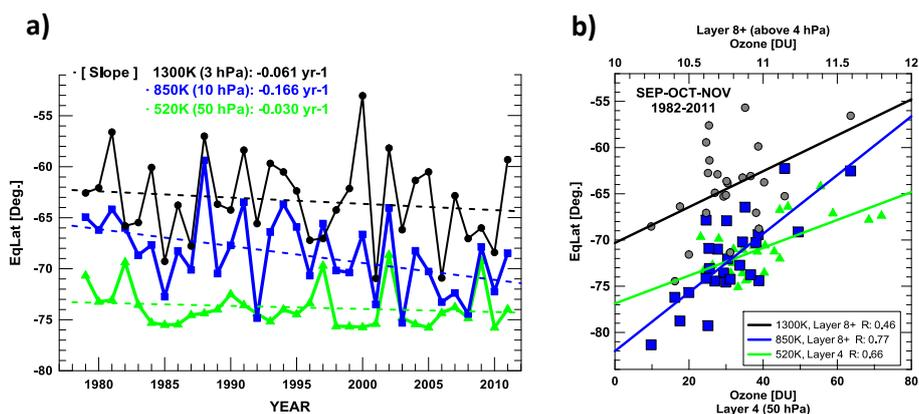 a)
· [ Slope ] 1300K (3 hPa): -0.061 yr-1
· 850K (10 hPa): -0.166 yr-1
· 520K (50 hPa): -0.030 yr-1
EqLat [Deg.]
-55
-60
-65
-70
-75
-80
1980 1985 1990 1995 2000 2005 2010
YEAR
b)
Layer 8+ (above 4 hPa)
Ozone [DU]
10 10.5 11 11.5 12
SEP-OCT-NOV
1982-2011
EqLat [Deg.]
-55
-60
-65
-70
-75
-80
1300K, Layer 8+ R: 0,46
850K, Layer 8+ R: 0,77
520K, Layer 4 R: 0,66
0 20 40 60 80
Ozone [DU]
Layer 4 (50 hPa)